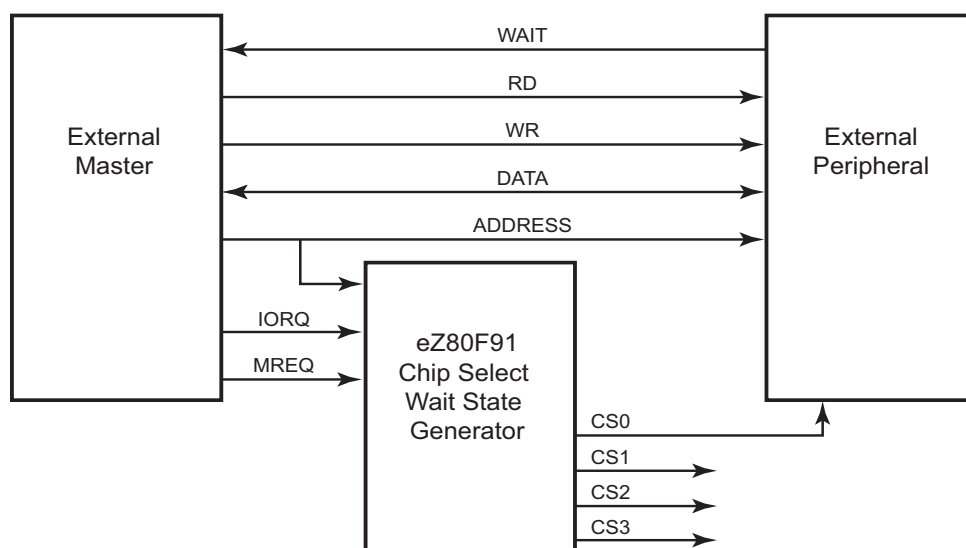 WAIT
RD
WR
DATA
ADDRESS
External
Master
External
Peripheral
IORQ
MREQ
eZ80F91
Chip Select
Wait State
Generator
CS0
CS1
CS2
CS3